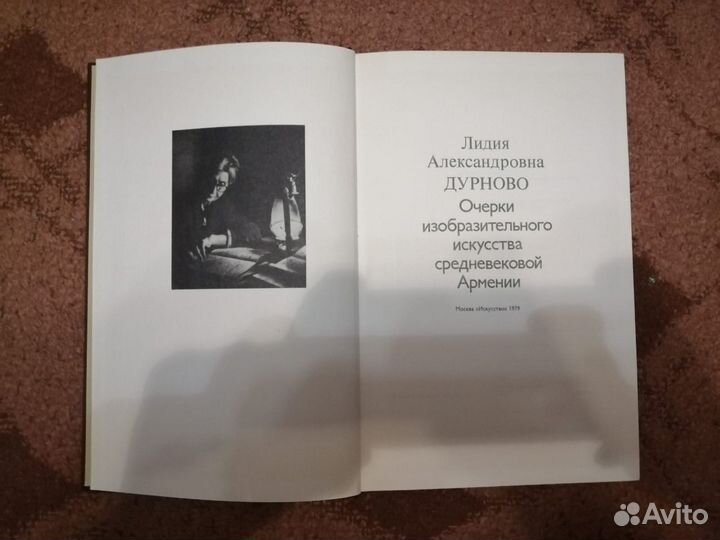 Лидия
Александровна
ДУРНОВО
Очерки
изобразительного
искусства
средневековой
Армении
Москва «Искусство» 1979
Avito